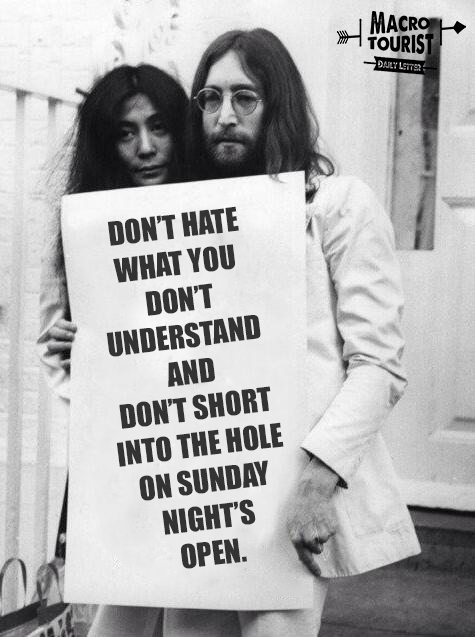 MACRO
TOURIST
DAILY LETTER
DON'T HATE
WHAT YOU
DON'T
UNDERSTAND
AND
DON'T SHORT
INTO THE HOLE
ON SUNDAY
NIGHT'S
OPEN.